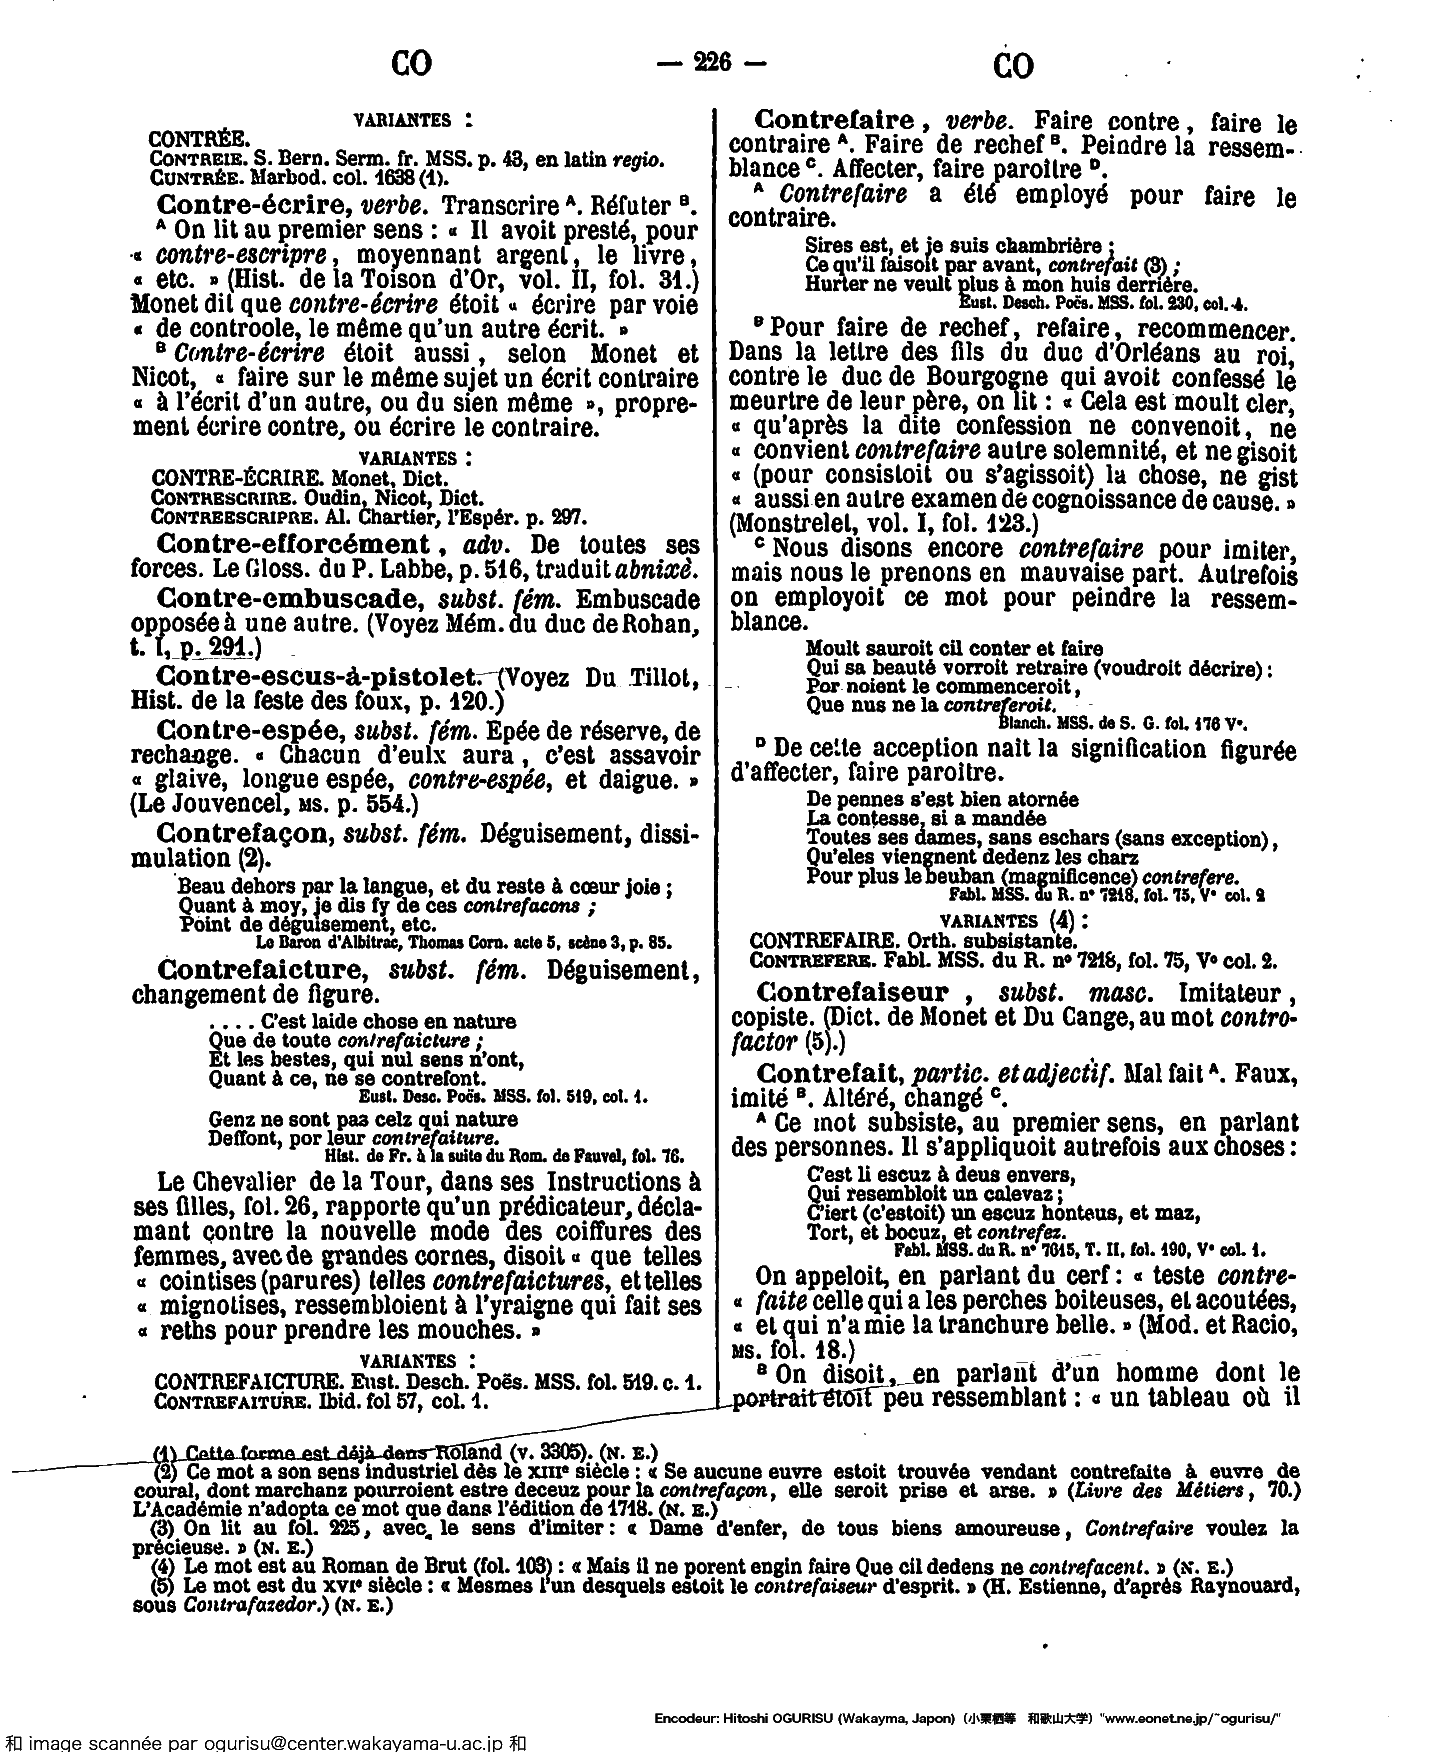 CO — 226 — CO
VARIANTES :
CONTRÉE.
CONTREIE. S. Bern. Serm. fr. MSS. p. 43, en latin regio.
CUNTRÉE. Marbod. col. 1638 (1).
Contre-écrire, verbe. Transcrire A. Réfuter B.
A On lit au premier sens : « Il avoit presté, pour
« contre-escripre, moyennant argent, le livre,
« etc. » (Hist. de la Toison d'Or, vol. II, fol. 31.)
Monet dit que contre-écrire étoit « écrire par voie
« de controole, le même qu'un autre écrit. »
B Contre-écrire étoit aussi, selon Monet et
Nicot, « faire sur le même sujet un écrit contraire
« à l'écrit d'un autre, ou du sien même », propre-
ment écrire contre, ou écrire le contraire.
VARIANTES :
CONTRE-ÉCRIRE. Monet, Dict.
CONTRESCRIRE. Oudin, Nicot, Dict.
CONTREESCRIPRE. Al. Chartier, l'Espér. p. 297.
Contre-efforcément, adv. De toutes ses
forces. Le Gloss. du P. Labbe, p. 516, traduit abnixè.
Contre-embuscade, subst. fém. Embuscade
opposée à une autre. (Voyez Mém. du duc de Rohan,
t. I, p. 291.)
Contre-escus-à-pistolet. (Voyez Du Tillot,
Hist. de la feste des foux, p. 120.)
Contre-espée, subst. fém. Epée de réserve, de
rechange. « Chacun d'eulx aura, c'est assavoir
« glaive, longue espée, contre-espée, et daigue. »
(Le Jouvencel, MS. p. 554.)
Contrefaçon, subst. fém. Déguisement, dissi-
mulation (2).
Beau dehors par la langue, et du reste à cœur joie ;
Quant à moy, je dis fy de ces contrefacons ;
Point de déguisement, etc.
Le Baron d'Albitrac, Thomas Corn. acte 5, scène 3, p. 85.
Contrefaicture, subst. fém. Déguisement,
changement de figure.
.... C'est laide chose en nature
Que de toute contrefaicture ;
Et les bestes, qui nul sens n'ont,
Quant à ce, ne se contrefont.
Eust. Desc. Poës. MSS. fol. 519, col. 1.
Genz ne sont pas celz qui nature
Deffont, por leur contrefaiture.
Hist. de Fr. à la suite du Rom. de Fauvel, fol. 76.
Le Chevalier de la Tour, dans ses Instructions à
ses filles, fol. 26, rapporte qu'un prédicateur, décla-
mant contre la nouvelle mode des coiffures des
femmes, avec de grandes cornes, disoit « que telles
« cointises (parures) telles contrefaictures, et telles
« mignotises, ressembloient à l'yraigne qui fait ses
« reths pour prendre les mouches. »
VARIANTES :
CONTREFAICTURE. Eust. Desch. Poës. MSS. fol. 519. c. 1.
CONTREFAITURE. Ibid. fol 57, col. 1.
Contrefaire, verbe. Faire contre, faire le
contraire A. Faire de rechef B. Peindre la ressem-
blance C. Affecter, faire paroitre D.
A Contrefaire a été employé pour faire le
contraire.
Sires est, et je suis chambrière ;
Ce qu'il faisoit par avant, contrefait (3) ;
Hurter ne veult plus à mon huis derrière.
Eust. Desch. Poës. MSS. fol. 230, col. 4.
B Pour faire de rechef, refaire, recommencer.
Dans la lettre des fils du duc d'Orléans au roi,
contre le duc de Bourgogne qui avoit confessé le
meurtre de leur père, on lit : « Cela est moult cler,
« qu'après la dite confession ne convenoit, ne
« convient contrefaire autre solemnité, et ne gisoit
« (pour consistoit ou s'agissoit) la chose, ne gist
« aussi en autre examen de cognoissance de cause. »
(Monstrelet, vol. I, fol. 123.)
C Nous disons encore contrefaire pour imiter,
mais nous le prenons en mauvaise part. Autrefois
on employoit ce mot pour peindre la ressem-
blance.
Moult sauroit cil conter et faire
Qui sa beauté vorroit retraire (voudroit décrire) :
Por noient le commenceroit,
Que nus ne la contreferoit.
Blanch. MSS. de S. G. fol. 176 V°.
D De cette acception nait la signification figurée
d'affecter, faire paroitre.
De pennes s'est bien atornée
La contesse, si a mandée
Toutes ses dames, sans eschars (sans exception),
Qu'eles viengnent dedenz les charz
Pour plus le beuban (magnificence) contrefere.
Fabl. MSS. du R. n° 7218, fol. 75, V° col. 2
VARIANTES (4) :
CONTREFAIRE. Orth. subsistante.
CONTREFERE. Fabl. MSS. du R. n° 7218, fol. 75, V° col. 2.
Contrefaiseur, subst. masc. Imitateur,
copiste. (Dict. de Monet et Du Cange, au mot contro-
factor (5).)
Contrefait, partic. et adjectif. Mal fait A. Faux,
imité B. Altéré, changé C.
A Ce mot subsiste, au premier sens, en parlant
des personnes. Il s'appliquoit autrefois aux choses :
C'est li escuz à deus envers,
Qui resembloit un calevaz ;
C'iert (c'estoit) un escuz honteus, et maz,
Tort, et bocuz, et contrefez.
Fabl. MSS. du R. n° 7615, T. II, fol. 190, V° col. 1.
On appeloit, en parlant du cerf : « teste contre-
« faite celle qui a les perches boiteuses, et acoutées,
« et qui n'a mie la tranchure belle. » (Mod. et Racio,
MS. fol. 18.)
B On disoit, en parlant d'un homme dont le
portrait étoit peu ressemblant : « un tableau où il
(1) Cette forme est déjà dens Roland (v. 3305). (N. E.)
(2) Ce mot a son sens industriel dès le XIIIe siècle : « Se aucune euvre estoit trouvée vendant contrefaite à euvre de
coural, dont marchanz pourroient estre deceuz pour la contrefaçon, elle seroit prise et arse. » (Livre des Métiers, 70.)
L'Académie n'adopta ce mot que dans l'édition de 1718. (N. E.)
(3) On lit au fol. 225, avec le sens d'imiter : « Dame d'enfer, de tous biens amoureuse, Contrefaire voulez la
précieuse. » (N. E.)
(4) Le mot est au Roman de Brut (fol. 103) : « Mais il ne porent engin faire Que cil dedens ne contrefacent. » (N. E.)
(5) Le mot est du XVIe siècle : « Mesmes l'un desquels estoit le contrefaiseur d'esprit. » (H. Estienne, d'après Raynouard,
sous Contrafazedor.) (N. E.)
Encodeur: Hitoshi OGURISU (Wakayma, Japon) (小栗栖等 和歌山大学) "www.eonet.ne.jp/~ogurisu/"
和 image scannée par ogurisu@center.wakayama-u.ac.jp 和